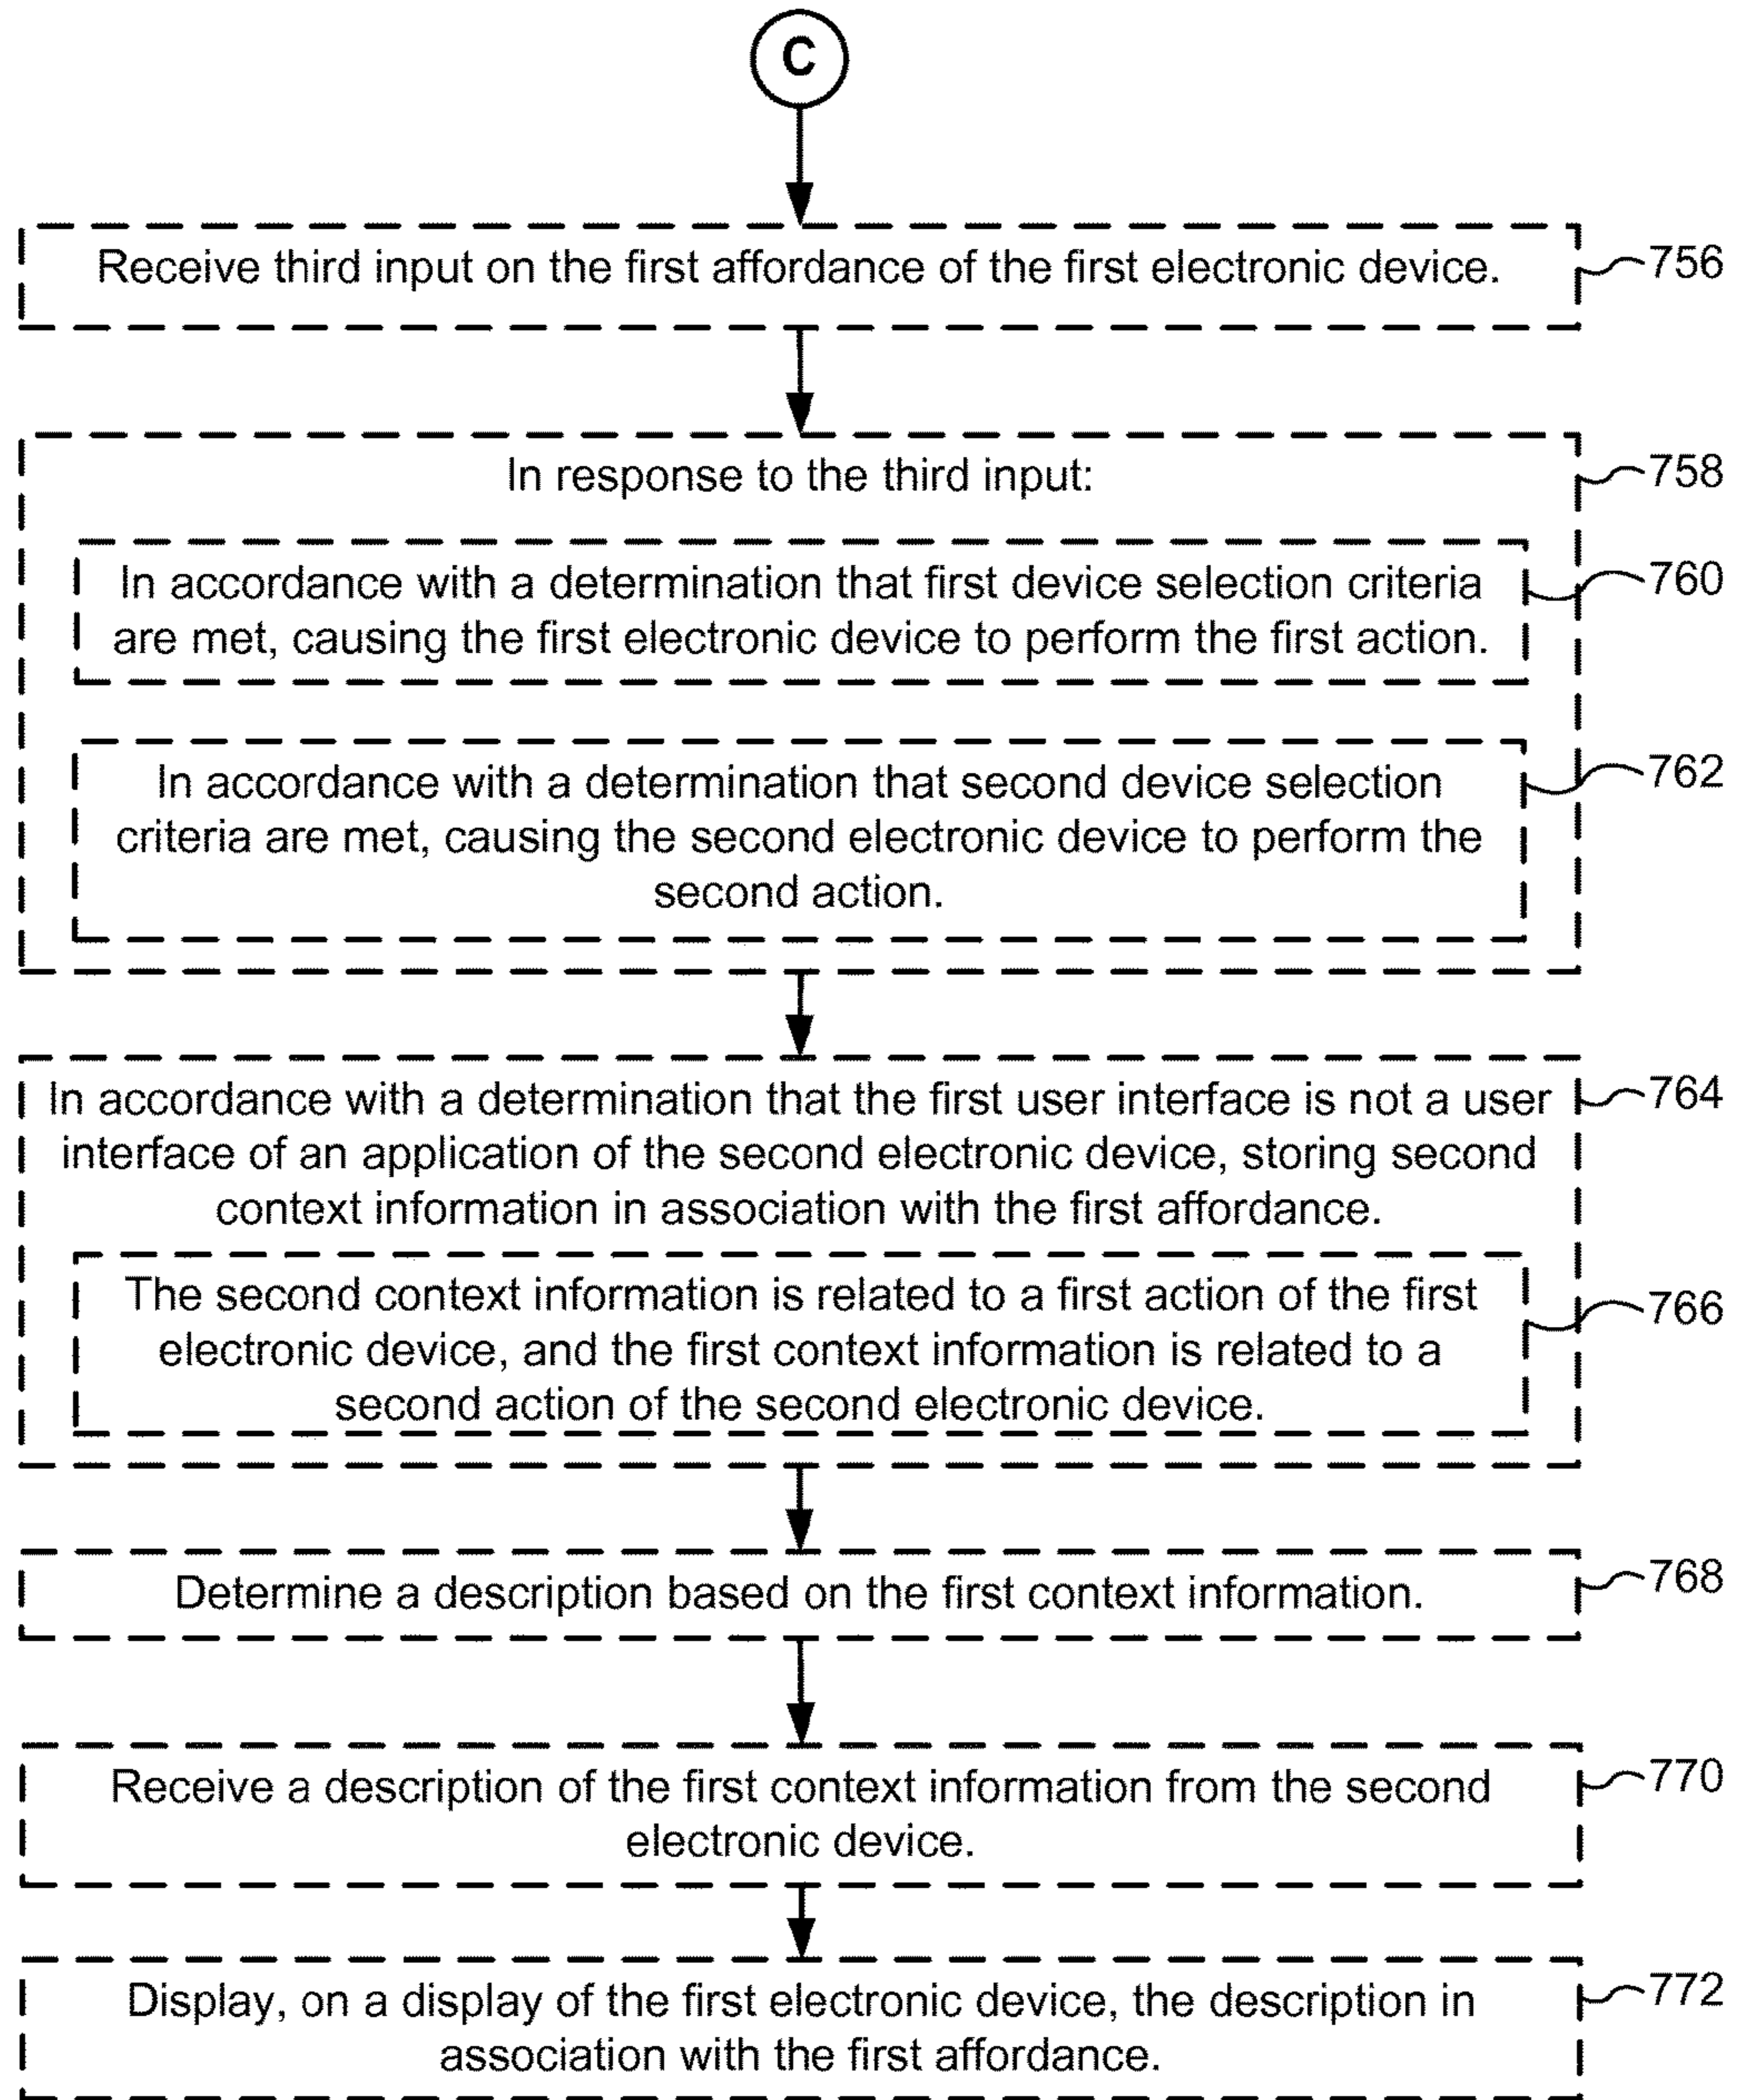 C
Receive third input on the first affordance of the first electronic device.
756
In response to the third input:
758
In accordance with a determination that first device selection criteria
are met, causing the first electronic device to perform the first action.
760
In accordance with a determination that second device selection
criteria are met, causing the second electronic device to perform the
second action.
762
In accordance with a determination that the first user interface is not a user
interface of an application of the second electronic device, storing second
context information in association with the first affordance.
764
The second context information is related to a first action of the first
electronic device, and the first context information is related to a
second action of the second electronic device.
766
Determine a description based on the first context information.
768
Receive a description of the first context information from the second
electronic device.
770
Display, on a display of the first electronic device, the description in
association with the first affordance.
772